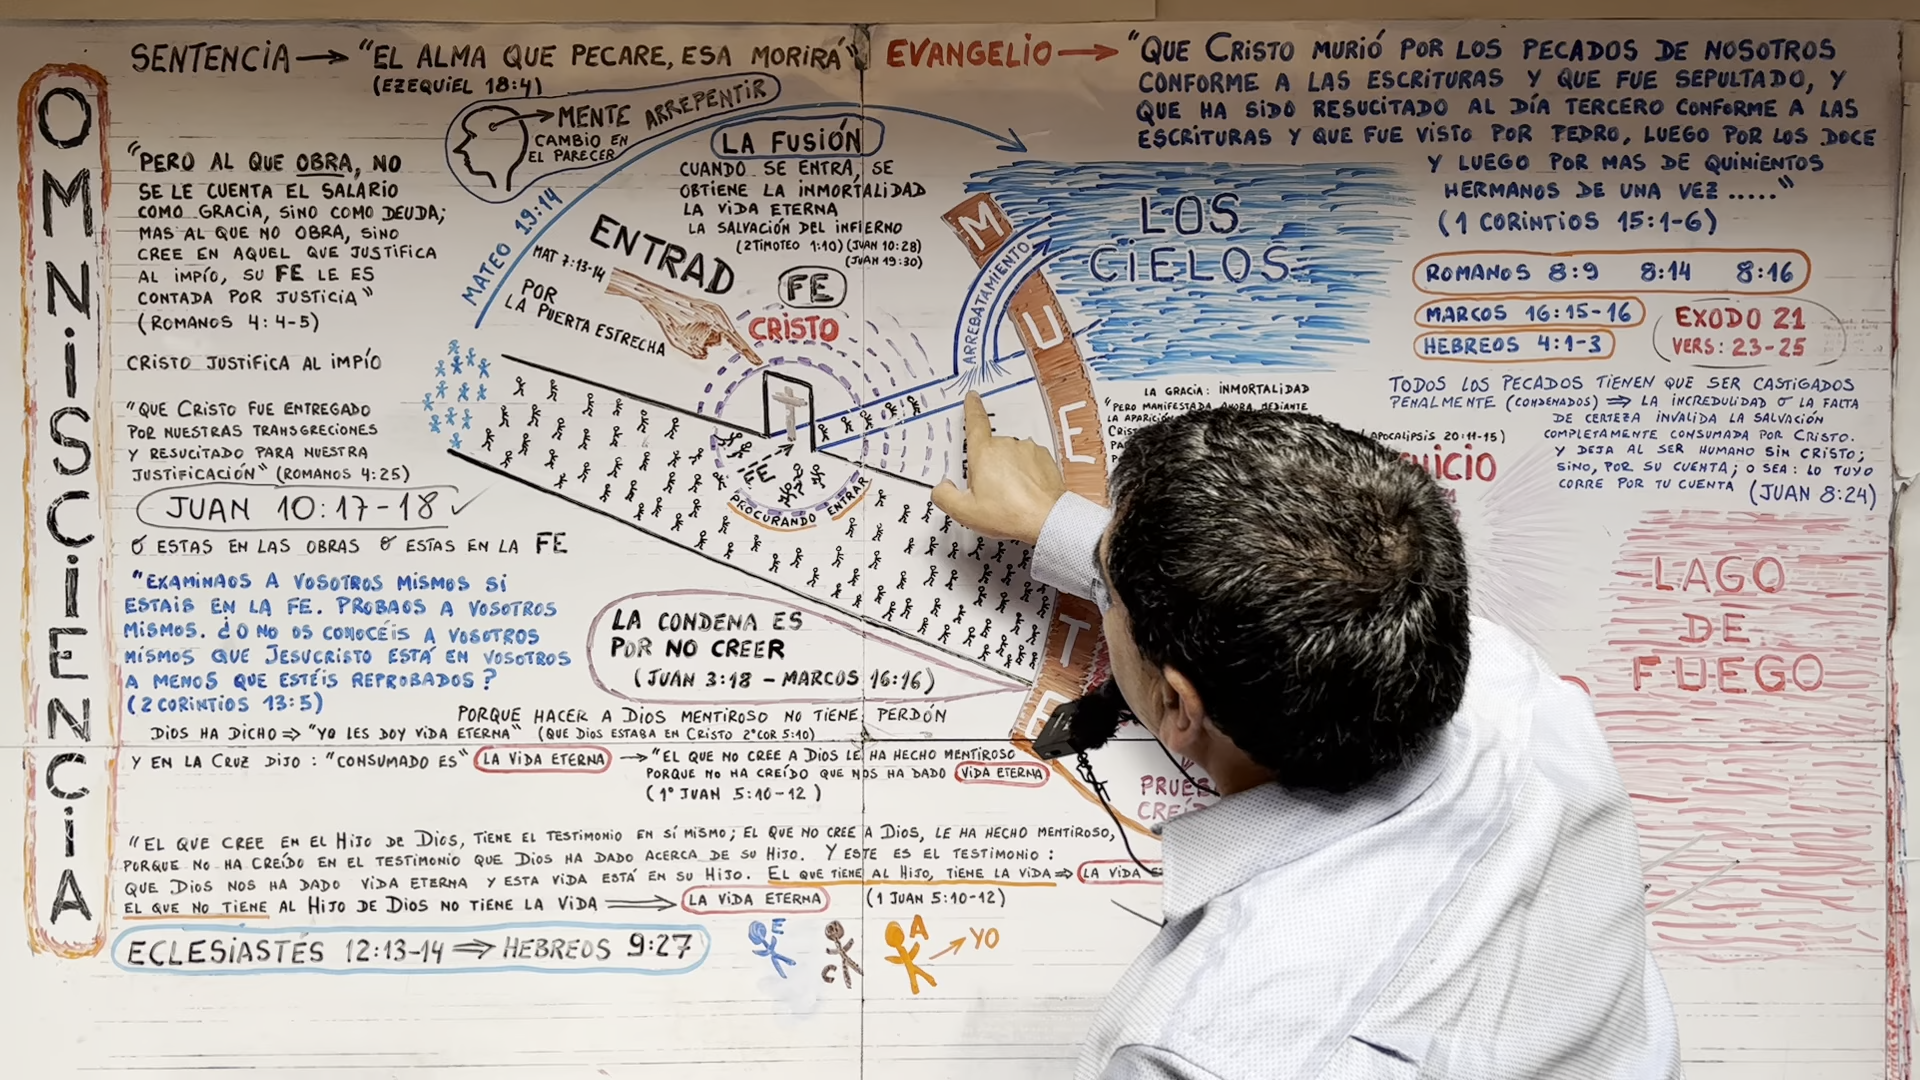 OMNISCIENCIA
SENTENCIA → "EL ALMA QUE PECARE, ESA MORIRÁ"
(EZEQUIEL 18:4)
MENTE ARREPENTIR
CAMBIO EN
EL PARECER
EVANGELIO → "QUE CRISTO MURIÓ POR LOS PECADOS DE NOSOTROS
CONFORME A LAS ESCRITURAS Y QUE FUE SEPULTADO, Y
QUE HA SIDO RESUCITADO AL DÍA TERCERO CONFORME A LAS
ESCRITURAS Y QUE FUE VISTO POR PEDRO, LUEGO POR LOS DOCE
Y LUEGO POR MAS DE QUINIENTOS
HERMANOS DE UNA VEZ ....."
(1 CORINTIOS 15:1-6)
"PERO AL QUE OBRA, NO
SE LE CUENTA EL SALARIO
COMO GRACIA, SINO COMO DEUDA;
MAS AL QUE NO OBRA, SINO
CREE EN AQUEL QUE JUSTIFICA
AL IMPÍO, SU FE LE ES
CONTADA POR JUSTICIA"
(ROMANOS 4:4-5)
CRISTO JUSTIFICA AL IMPÍO
"QUE CRISTO FUE ENTREGADO
POR NUESTRAS TRANSGRECIONES
Y RESUCITADO PARA NUESTRA
JUSTIFICACIÓN" (ROMANOS 4:25)
JUAN 10:17-18
Ó ESTAS EN LAS OBRAS Ó ESTAS EN LA FE
"EXAMINAOS A VOSOTROS MISMOS SI
ESTAIS EN LA FE. PROBAOS A VOSOTROS
MISMOS. ¿O NO OS CONOCÉIS A VOSOTROS
MISMOS QUE JESUCRISTO ESTÁ EN VOSOTROS
A MENOS QUE ESTÉIS REPROBADOS?
(2 CORINTIOS 13:5)
MATEO 19:14
LA FUSIÓN
CUANDO SE ENTRA, SE
OBTIENE LA INMORTALIDAD
LA VIDA ETERNA
LA SALVACIÓN DEL INFIERNO
(2TIMOTEO 1:10) (JUAN 10:28)
(JUAN 19:30)
ENTRAD
MAT 7:13-14
POR
LA PUERTA ESTRECHA
FE
CRISTO
FE
PROCURANDO ENTRAR
ARREBATAMIENTO
MUERTE
LOS
CIELOS
ROMANOS 8:9 8:14 8:16
MARCOS 16:15-16
HEBREOS 4:1-3
EXODO 21
VERS: 23-25
LA GRACIA: INMORTALIDAD
"PERO MANIFESTADA AHORA MEDIANTE
LA APARICIÓN
APOCALIPSIS 20:11-15)
TODOS LOS PECADOS TIENEN QUE SER CASTIGADOS
PENALMENTE (CONDENADOS) ⇒ LA INCREDULIDAD Ó LA FALTA
DE CERTEZA INVALIDA LA SALVACIÓN
COMPLETAMENTE CONSUMADA POR CRISTO.
Y DEJA AL SER HUMANO SIN CRISTO;
SINO, POR SU CUENTA; O SEA: LO TUYO
CORRE POR TU CUENTA (JUAN 8:24)
LAGO
DE
FUEGO
LA CONDENA ES
POR NO CREER
(JUAN 3:18 - MARCOS 16:16)
PORQUE HACER A DIOS MENTIROSO NO TIENE PERDÓN
DIOS HA DICHO ⇒ "YO LES DOY VIDA ETERNA" (QUE DIOS ESTABA EN CRISTO 2ªCOR 5:10)
Y EN LA CRUZ DIJO: "CONSUMADO ES" LA VIDA ETERNA → "EL QUE NO CREE A DIOS LE HA HECHO MENTIROSO
PORQUE NO HA CREÍDO QUE NOS HA DADO VIDA ETERNA
(1º JUAN 5:10-12)
"EL QUE CREE EN EL HIJO DE DIOS, TIENE EL TESTIMONIO EN SÍ MISMO; EL QUE NO CREE A DIOS, LE HA HECHO MENTIROSO,
PORQUE NO HA CREÍDO EN EL TESTIMONIO QUE DIOS HA DADO ACERCA DE SU HIJO. Y ESTE ES EL TESTIMONIO:
QUE DIOS NOS HA DADO VIDA ETERNA Y ESTA VIDA ESTÁ EN SU HIJO. EL QUE TIENE AL HIJO, TIENE LA VIDA ⇒ LA VIDA
EL QUE NO TIENE AL HIJO DE DIOS NO TIENE LA VIDA ⇒ LA VIDA ETERNA (1 JUAN 5:10-12)
ECLESIASTÉS 12:13-14 ⇒ HEBREOS 9:27
E C A → YO